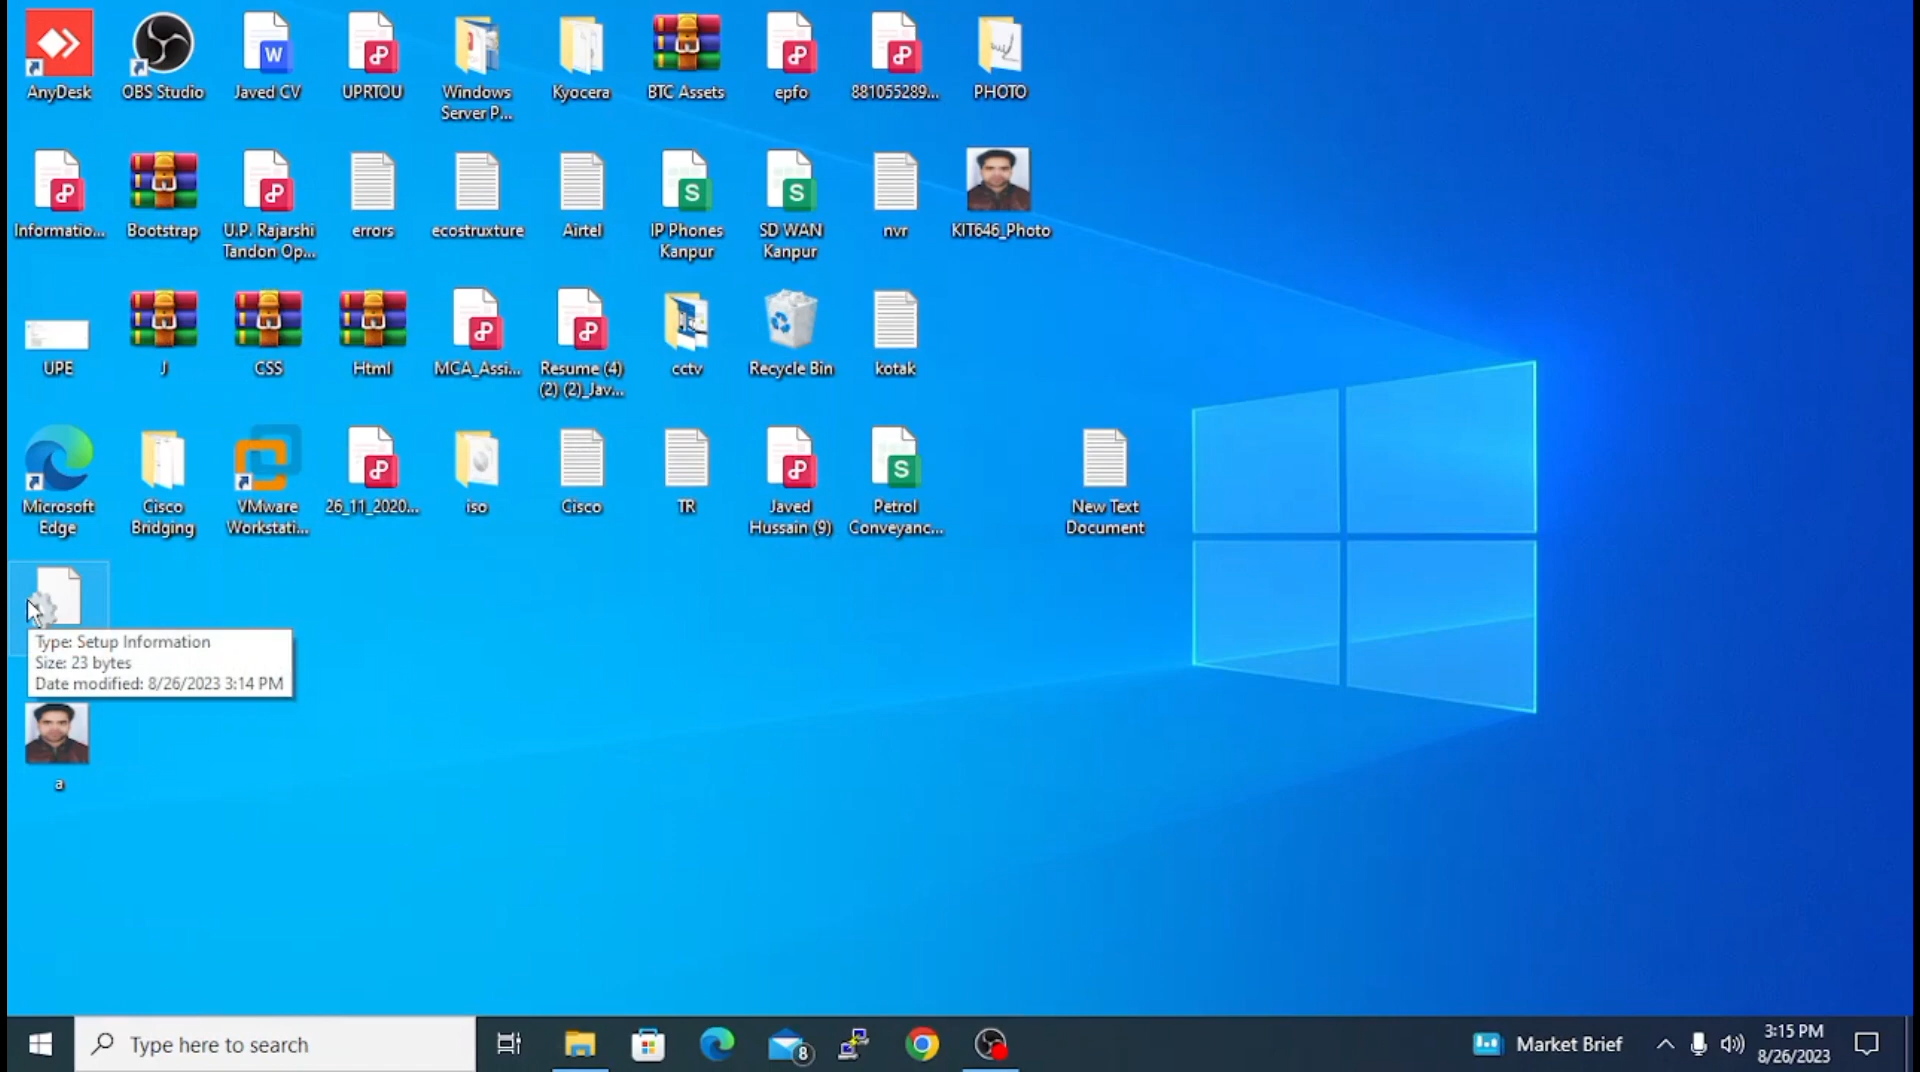 AnyDesk
OBS Studio
Javed CV
UPRTOU
Windows
Server P...
Kyocera
BTC Assets
epfo
881055289...
PHOTO
Informatio...
Bootstrap
U.P. Rajarshi
Tandon Op...
errors
ecostruxture
Airtel
IP Phones
Kanpur
SD WAN
Kanpur
nvr
KIT646_Photo
UPE
J
CSS
Html
MCA_Assi...
Resume (4)
(2) (2)_Jav...
cctv
Recycle Bin
kotak
Microsoft
Edge
Cisco
Bridging
VMware
Workstati...
26_11_2020...
iso
Cisco
TR
Javed
Hussain (9)
Petrol
Conveyanc...
New Text
Document
Type: Setup Information
Size: 23 bytes
Date modified: 8/26/2023 3:14 PM
a
Type here to search
8
Market Brief
3:15 PM
8/26/2023